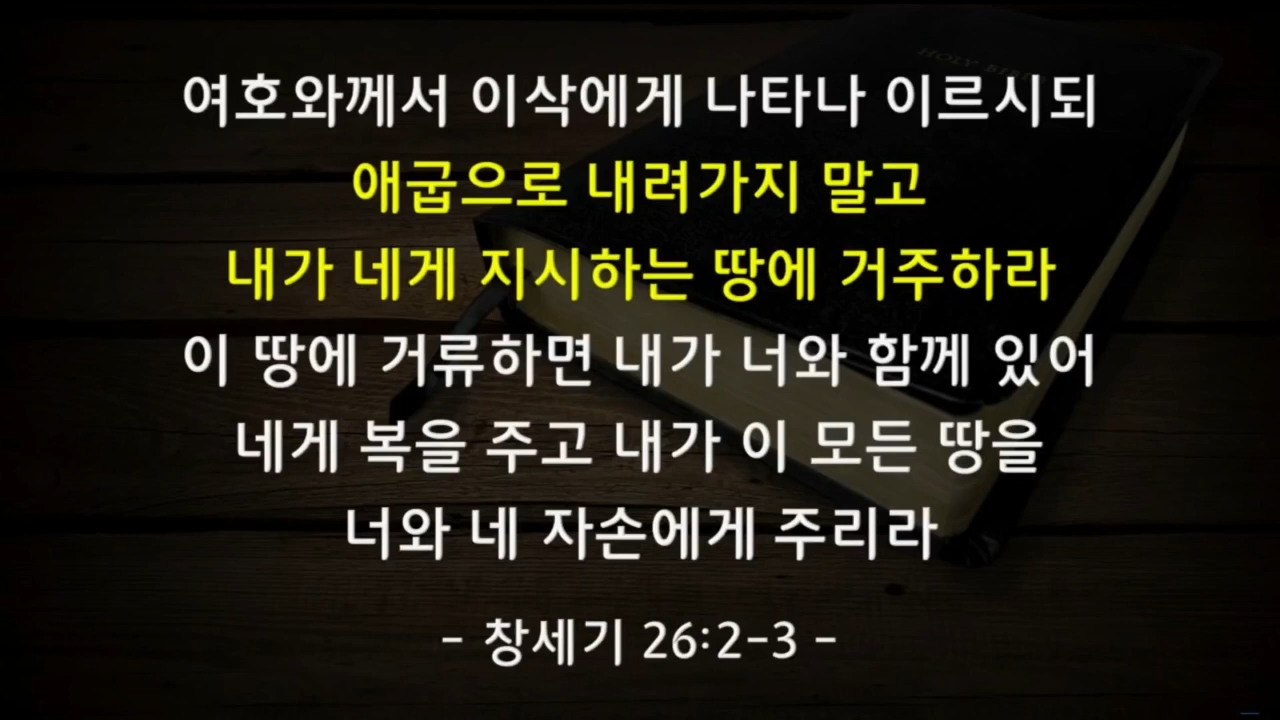 HOLY BIBLE
여호와께서 이삭에게 나타나 이르시되
애굽으로 내려가지 말고
내가 네게 지시하는 땅에 거주하라
이 땅에 거류하면 내가 너와 함께 있어
네게 복을 주고 내가 이 모든 땅을
너와 네 자손에게 주리라
- 창세기 26:2-3 -